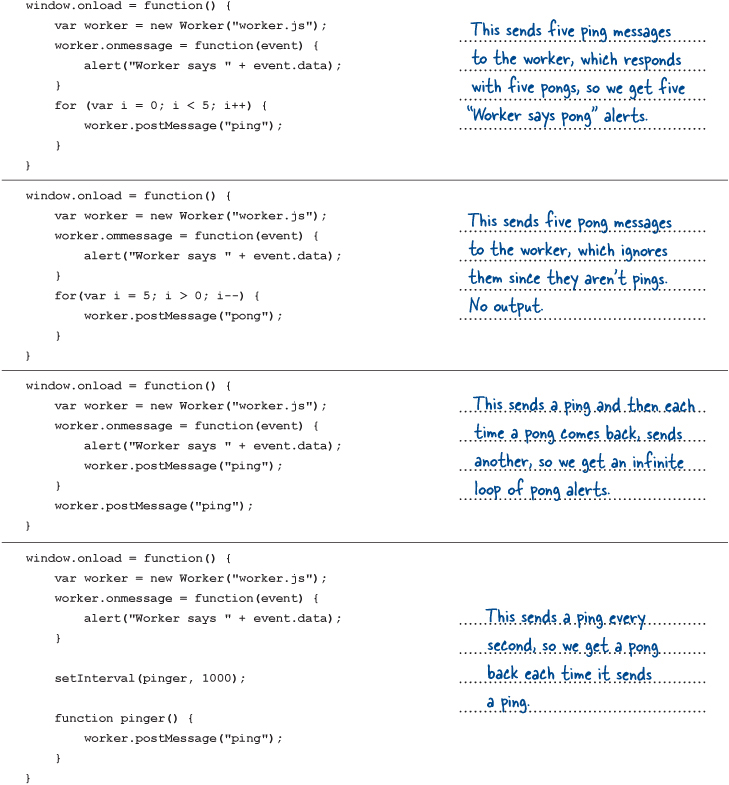 window.onload = function() {
var worker = new Worker("worker.js");
worker.onmessage = function(event) {
alert("Worker says " + event.data);
}
for (var i = 0; i < 5; i++) {
worker.postMessage("ping");
}
}
This sends five ping messages
to the worker, which responds
with five pongs, so we get five
“Worker says pong” alerts.
window.onload = function() {
var worker = new Worker("worker.js");
worker.ommessage = function(event) {
alert("Worker says " + event.data);
}
for(var i = 5; i > 0; i--) {
worker.postMessage("pong");
}
}
This sends five pong messages
to the worker, which ignores
them since they aren't pings.
No output.
window.onload = function() {
var worker = new Worker("worker.js");
worker.onmessage = function(event) {
alert("Worker says " + event.data);
worker.postMessage("ping");
}
worker.postMessage("ping");
}
This sends a ping and then each
time a pong comes back, sends
another, so we get an infinite
loop of pong alerts.
window.onload = function() {
var worker = new Worker("worker.js");
worker.onmessage = function(event) {
alert("Worker says " + event.data);
}
setInterval(pinger, 1000);
function pinger() {
worker.postMessage("ping");
}
}
This sends a ping every
second, so we get a pong
back each time it sends
a ping.